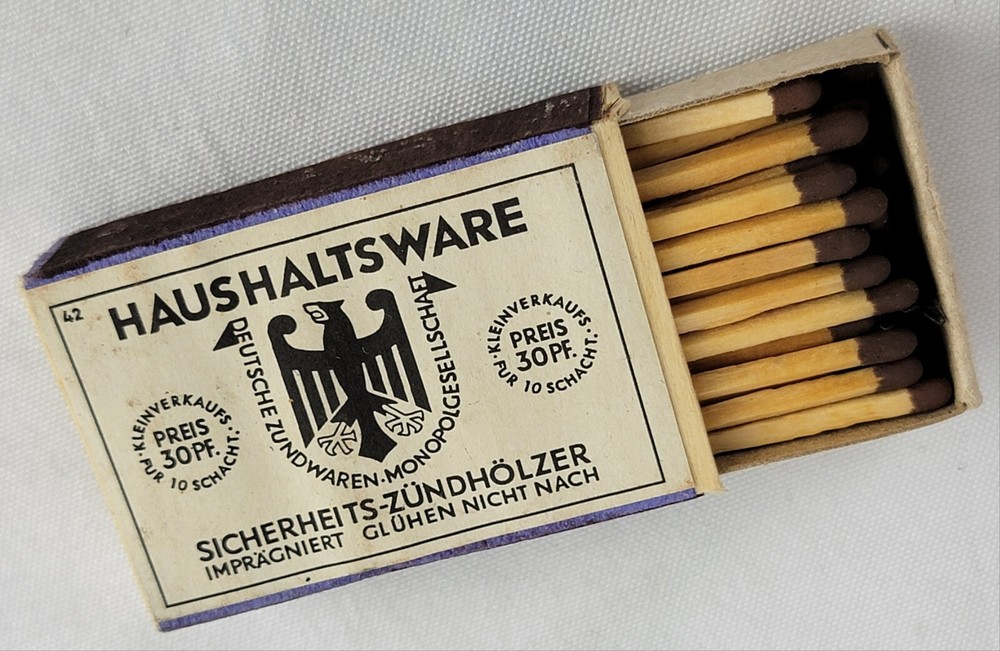 42
HAUSHALTSWARE
DEUTSCHE ZÜNDWAREN-MONOPOLGESELLSCHAFT
·KLEINVERKAUFS·
PREIS
30 PF.
FÜR 10 SCHACHT.
·KLEINVERKAUFS·
PREIS
30 PF.
FÜR 10 SCHACHT.
SICHERHEITS-ZÜNDHÖLZER
IMPRÄGNIERT GLÜHEN NICHT NACH